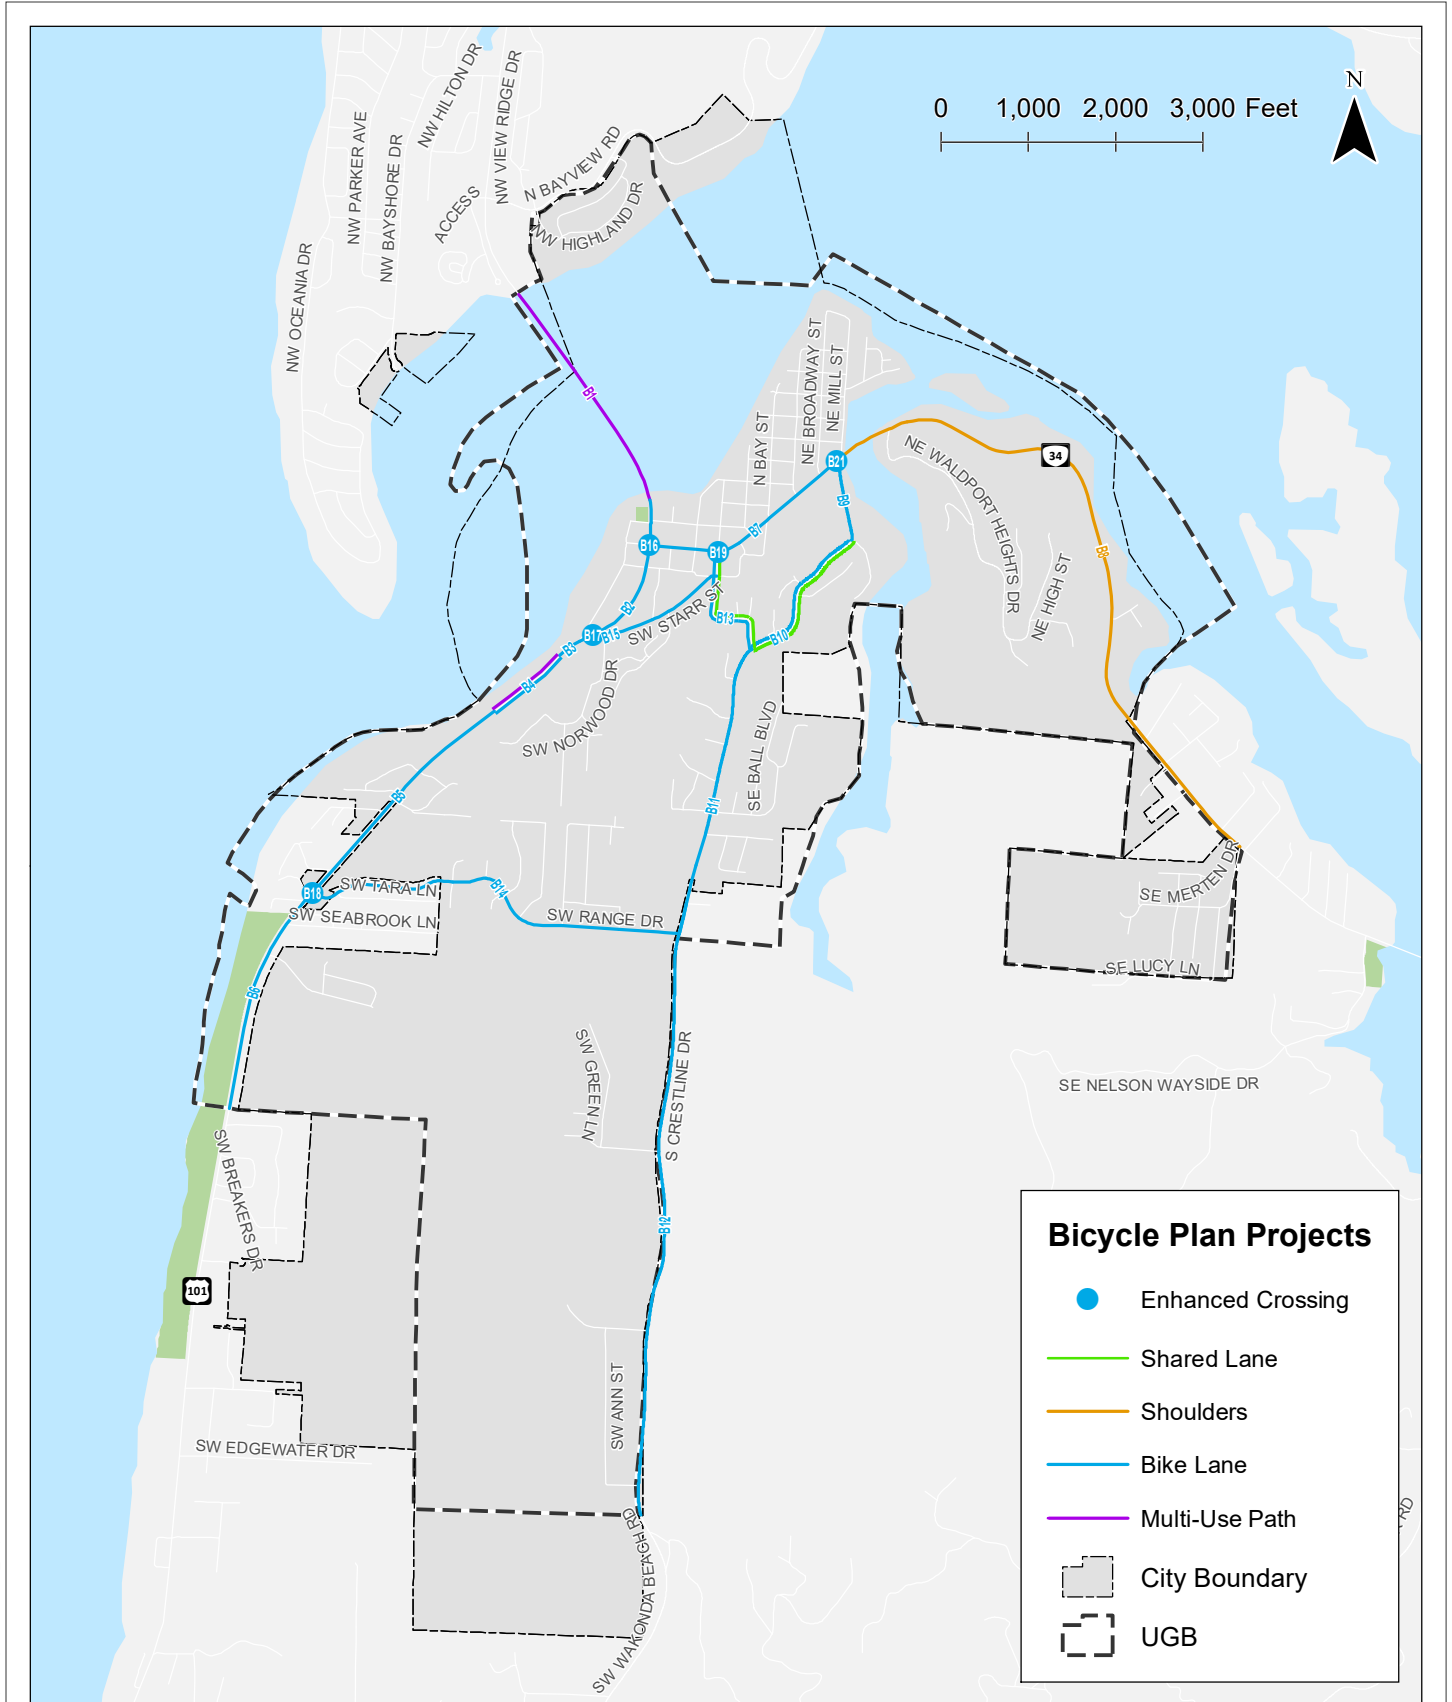 N
0 1,000 2,000 3,000 Feet
NW HILTON DR
NW VIEW RIDGE DR
NW PARKER AVE
NW BAYSHORE DR
N BAYVIEW RD
ACCESS
NW HIGHLAND DR
NW OCEANIA DR
B1
NE BROADWAY ST
NE MILL ST
N BAY ST
B21
NE WALDPORT HEIGHTS DR
34
B9
B7
B16
B19
NE HIGH ST
B2
B13
SW STARR ST
B17
B15
B3
B10
B4
SW NORWOOD DR
SE BALL BLVD
B11
B18
SW TARA LN
B14
SW SEABROOK LN
SW RANGE DR
SE MERTEN DR
SE LUCY LN
B6
SW GREEN LN
S CRESTLINE DR
SE NELSON WAYSIDE DR
SW BREAKERS DR
B12
101
SW ANN ST
SW EDGEWATER DR
SW WAKONDA BEACH RD
RD
Bicycle Plan Projects
Enhanced Crossing
Shared Lane
Shoulders
Bike Lane
Multi-Use Path
City Boundary
UGB